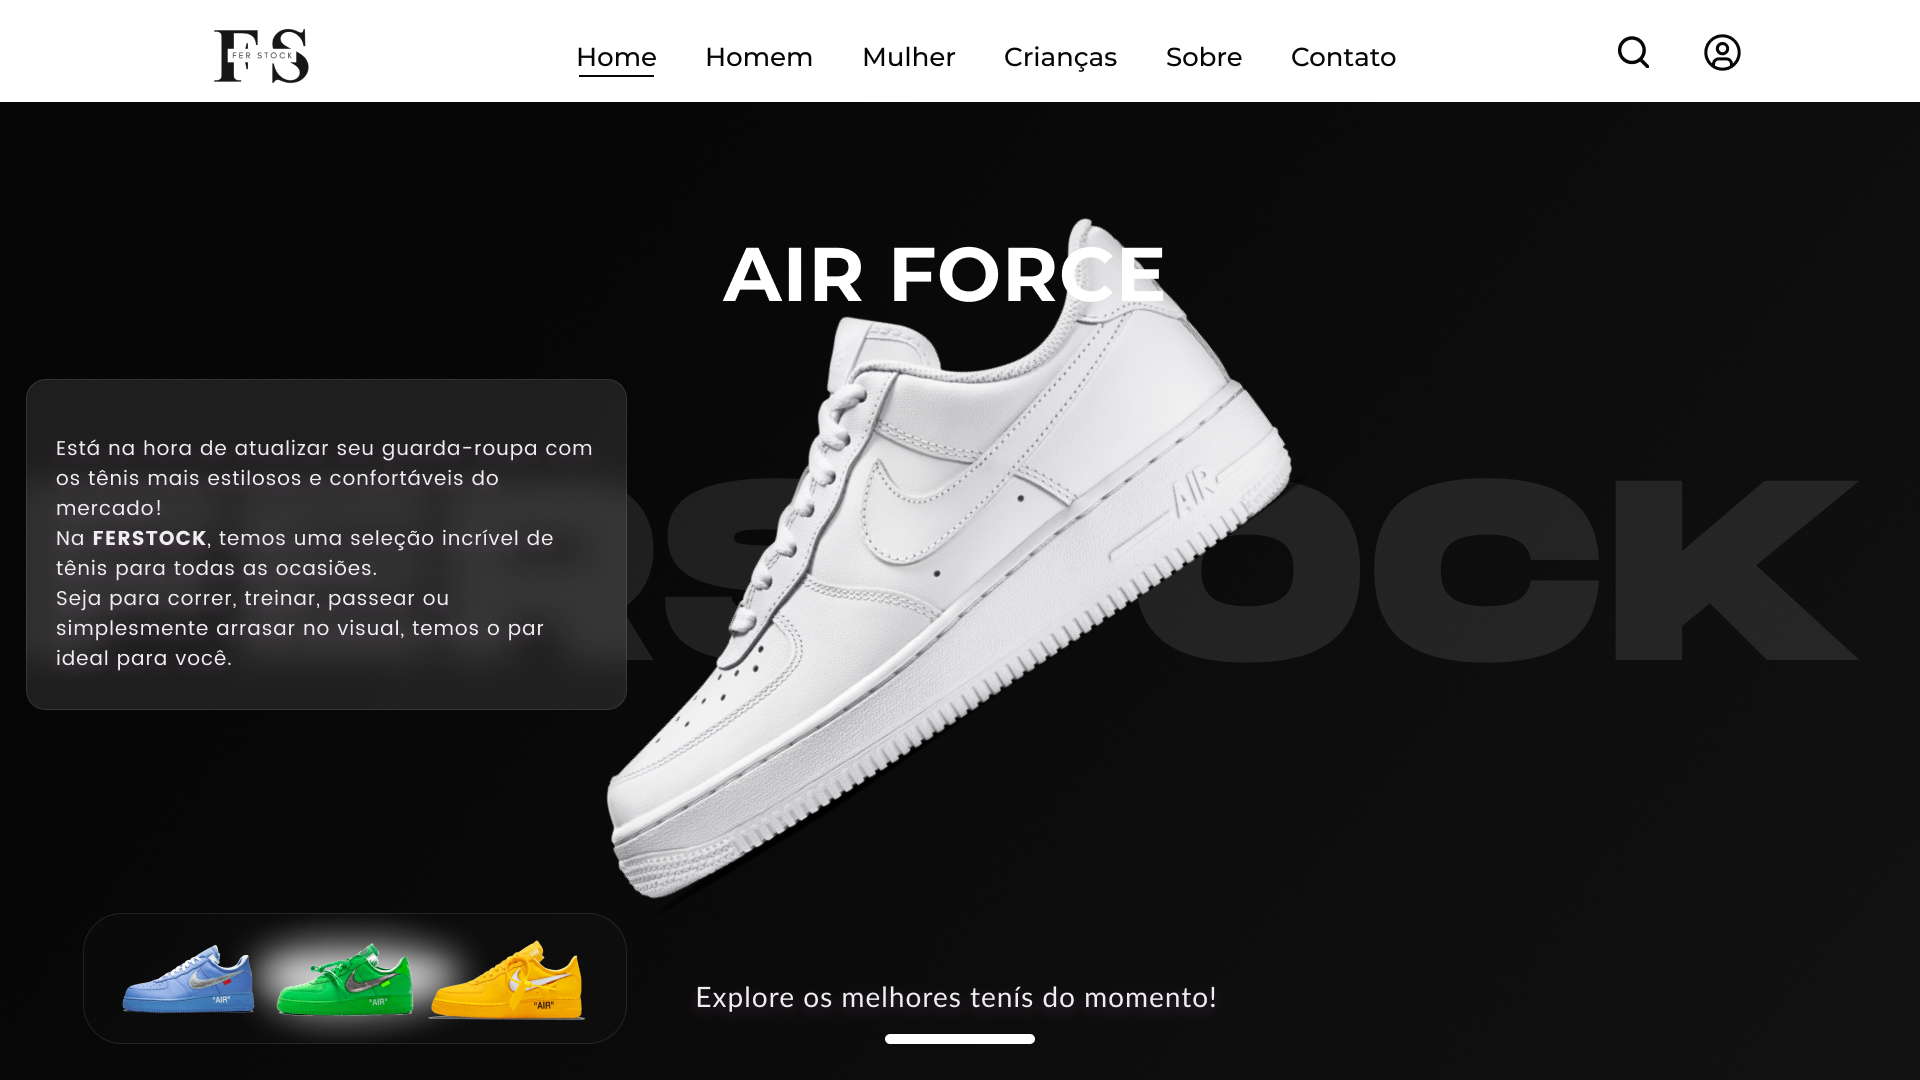 FS
FER STOCK
Home Homem Mulher Crianças Sobre Contato
AIR FORCE
Está na hora de atualizar seu guarda-roupa com
os tênis mais estilosos e confortáveis do
mercado!
Na FERSTOCK, temos uma seleção incrível de
tênis para todas as ocasiões.
Seja para correr, treinar, passear ou
simplesmente arrasar no visual, temos o par
ideal para você.
FERSTOCK
AIR
"AIR" "AIR" "AIR"
Explore os melhores tenís do momento!